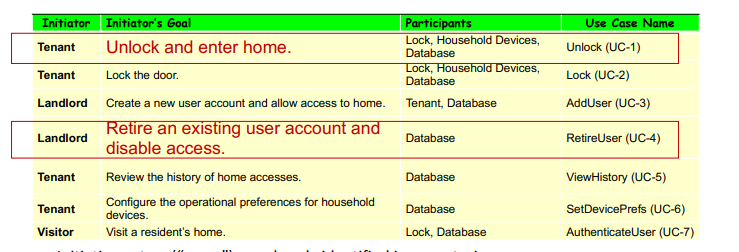 Initiator Initiator's Goal Participants Use Case Name
Tenant Unlock and enter home. Lock, Household Devices, Database Unlock (UC-1)
Tenant Lock the door. Lock, Household Devices, Database Lock (UC-2)
Landlord Create a new user account and allow access to home. Tenant, Database AddUser (UC-3)
Landlord Retire an existing user account and disable access. Database RetireUser (UC-4)
Tenant Review the history of home accesses. Database ViewHistory (UC-5)
Tenant Configure the operational preferences for household devices. Database SetDevicePrefs (UC-6)
Visitor Visit a resident's home. Lock, Database AuthenticateUser (UC-7)